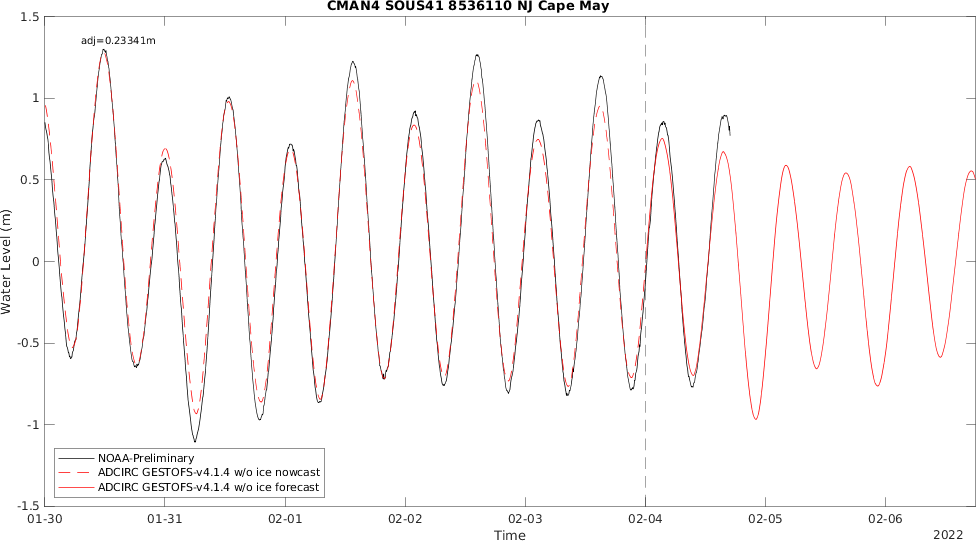 CMAN4 SOUS41 8536110 NJ Cape May
adj=0.23341m
1.5
1
0.5
0
-0.5
-1
-1.5
Water Level (m)
NOAA-Preliminary
ADCIRC GESTOFS-v4.1.4 w/o ice nowcast
ADCIRC GESTOFS-v4.1.4 w/o ice forecast
01-30 01-31 02-01 02-02 02-03 02-04 02-05 02-06
Time
2022